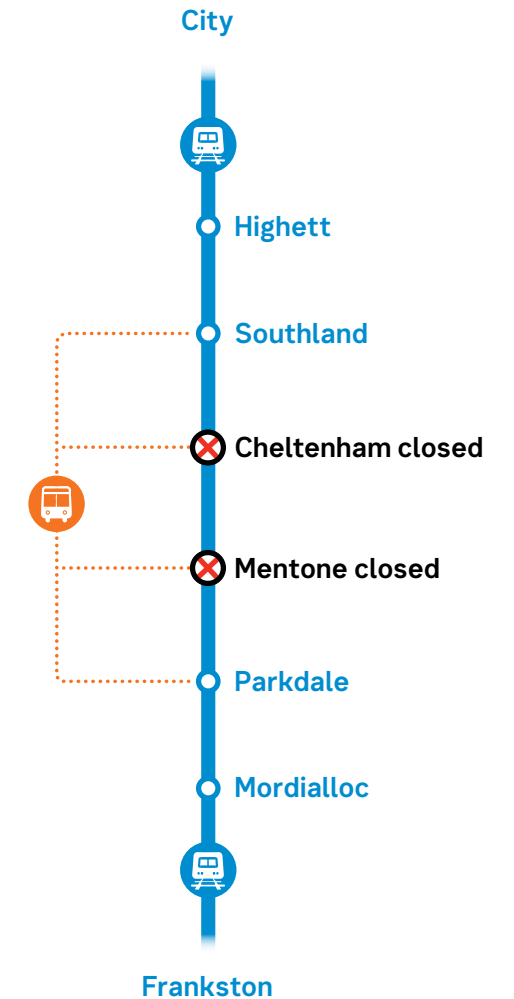 City
Highett
Southland
Cheltenham closed
Mentone closed
Parkdale
Mordialloc
Frankston